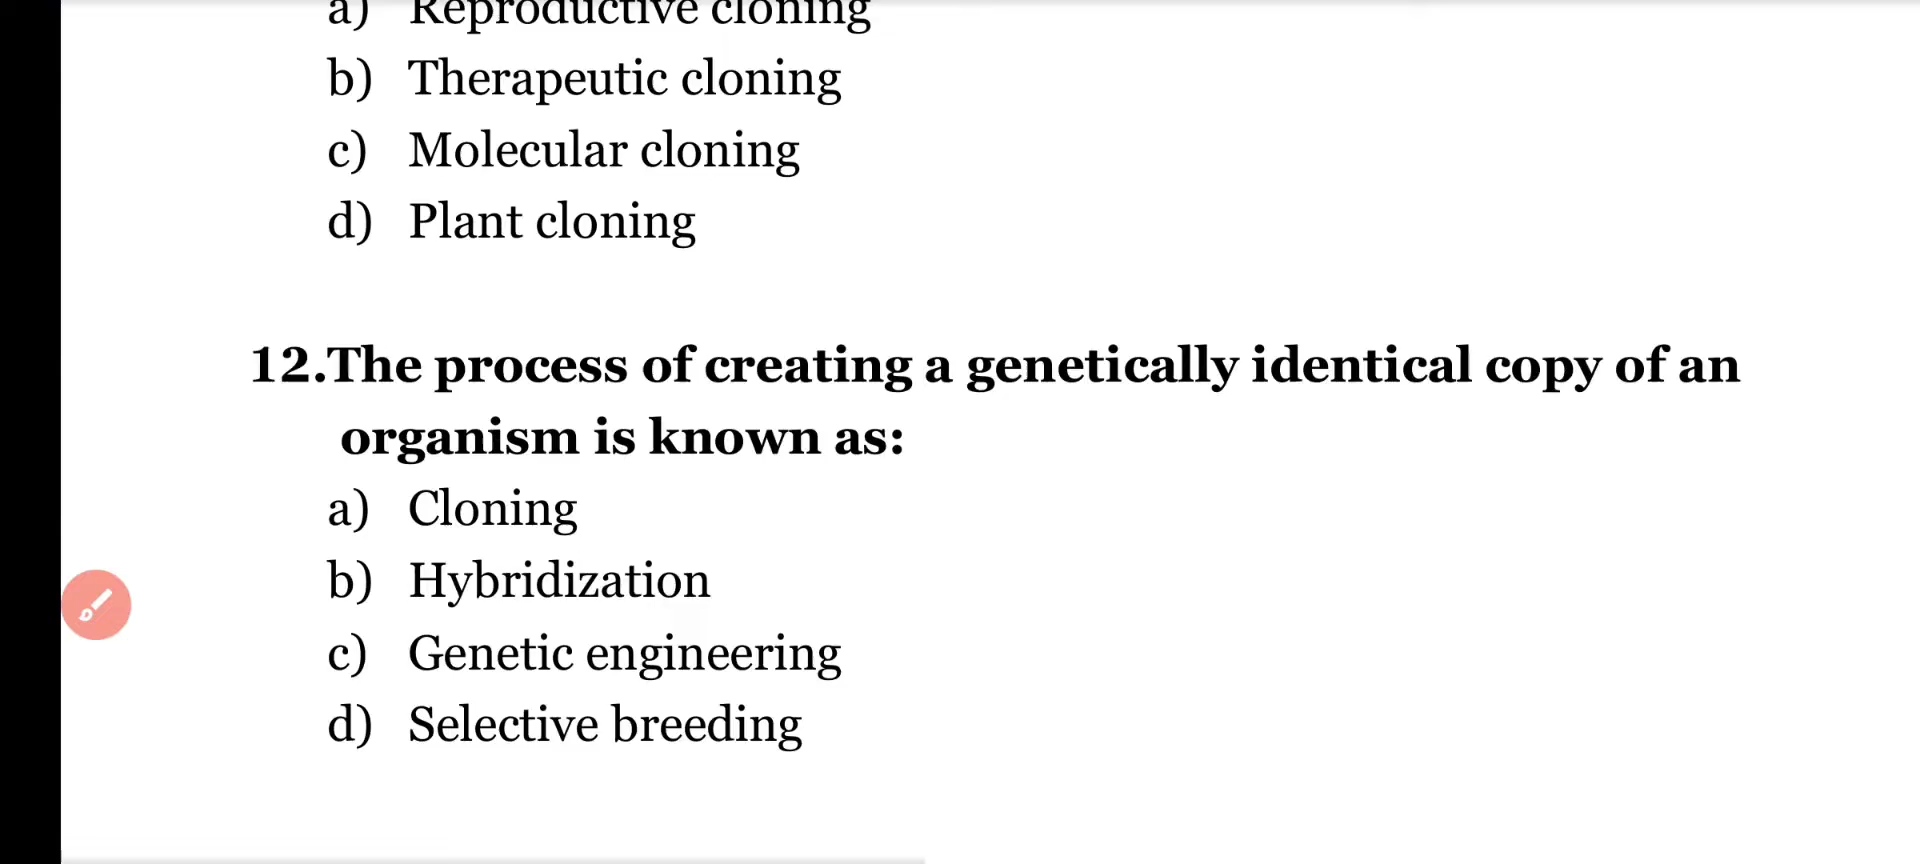 a) Reproductive cloning
b) Therapeutic cloning
c) Molecular cloning
d) Plant cloning
12.The process of creating a genetically identical copy of an
organism is known as:
a) Cloning
b) Hybridization
c) Genetic engineering
d) Selective breeding